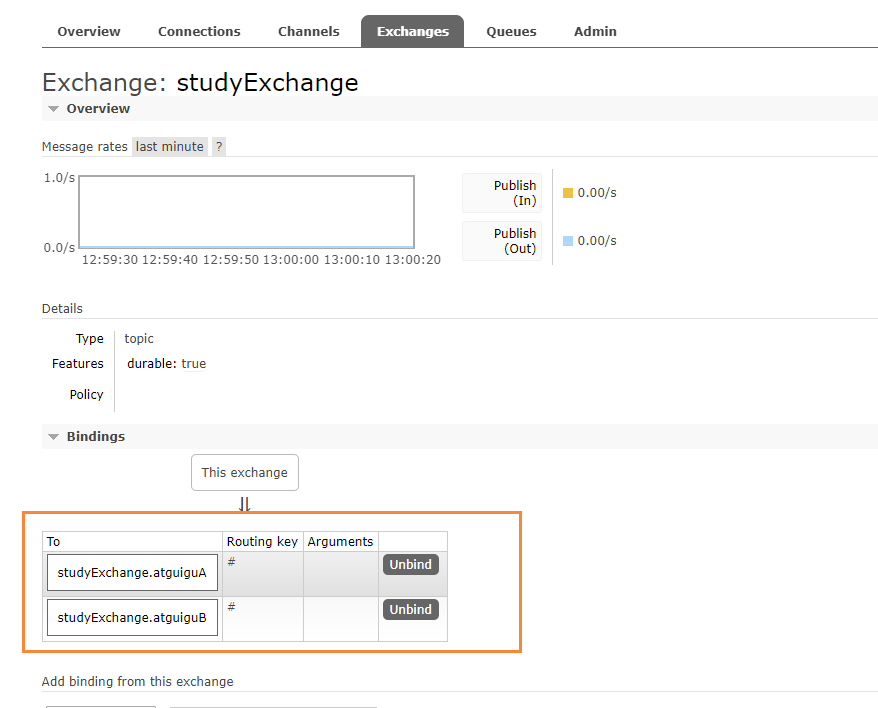 Overview Connections Channels Exchanges Queues Admin
Exchange: studyExchange
Overview
Message rates last minute ?
1.0/s
0.0/s
12:59:30 12:59:40 12:59:50 13:00:00 13:00:10 13:00:20
Publish
(In)
0.00/s
Publish
(Out)
0.00/s
Details
Type topic
Features durable: true
Policy
Bindings
This exchange
⇓
To Routing key Arguments
studyExchange.atguiguA # Unbind
studyExchange.atguiguB # Unbind
Add binding from this exchange